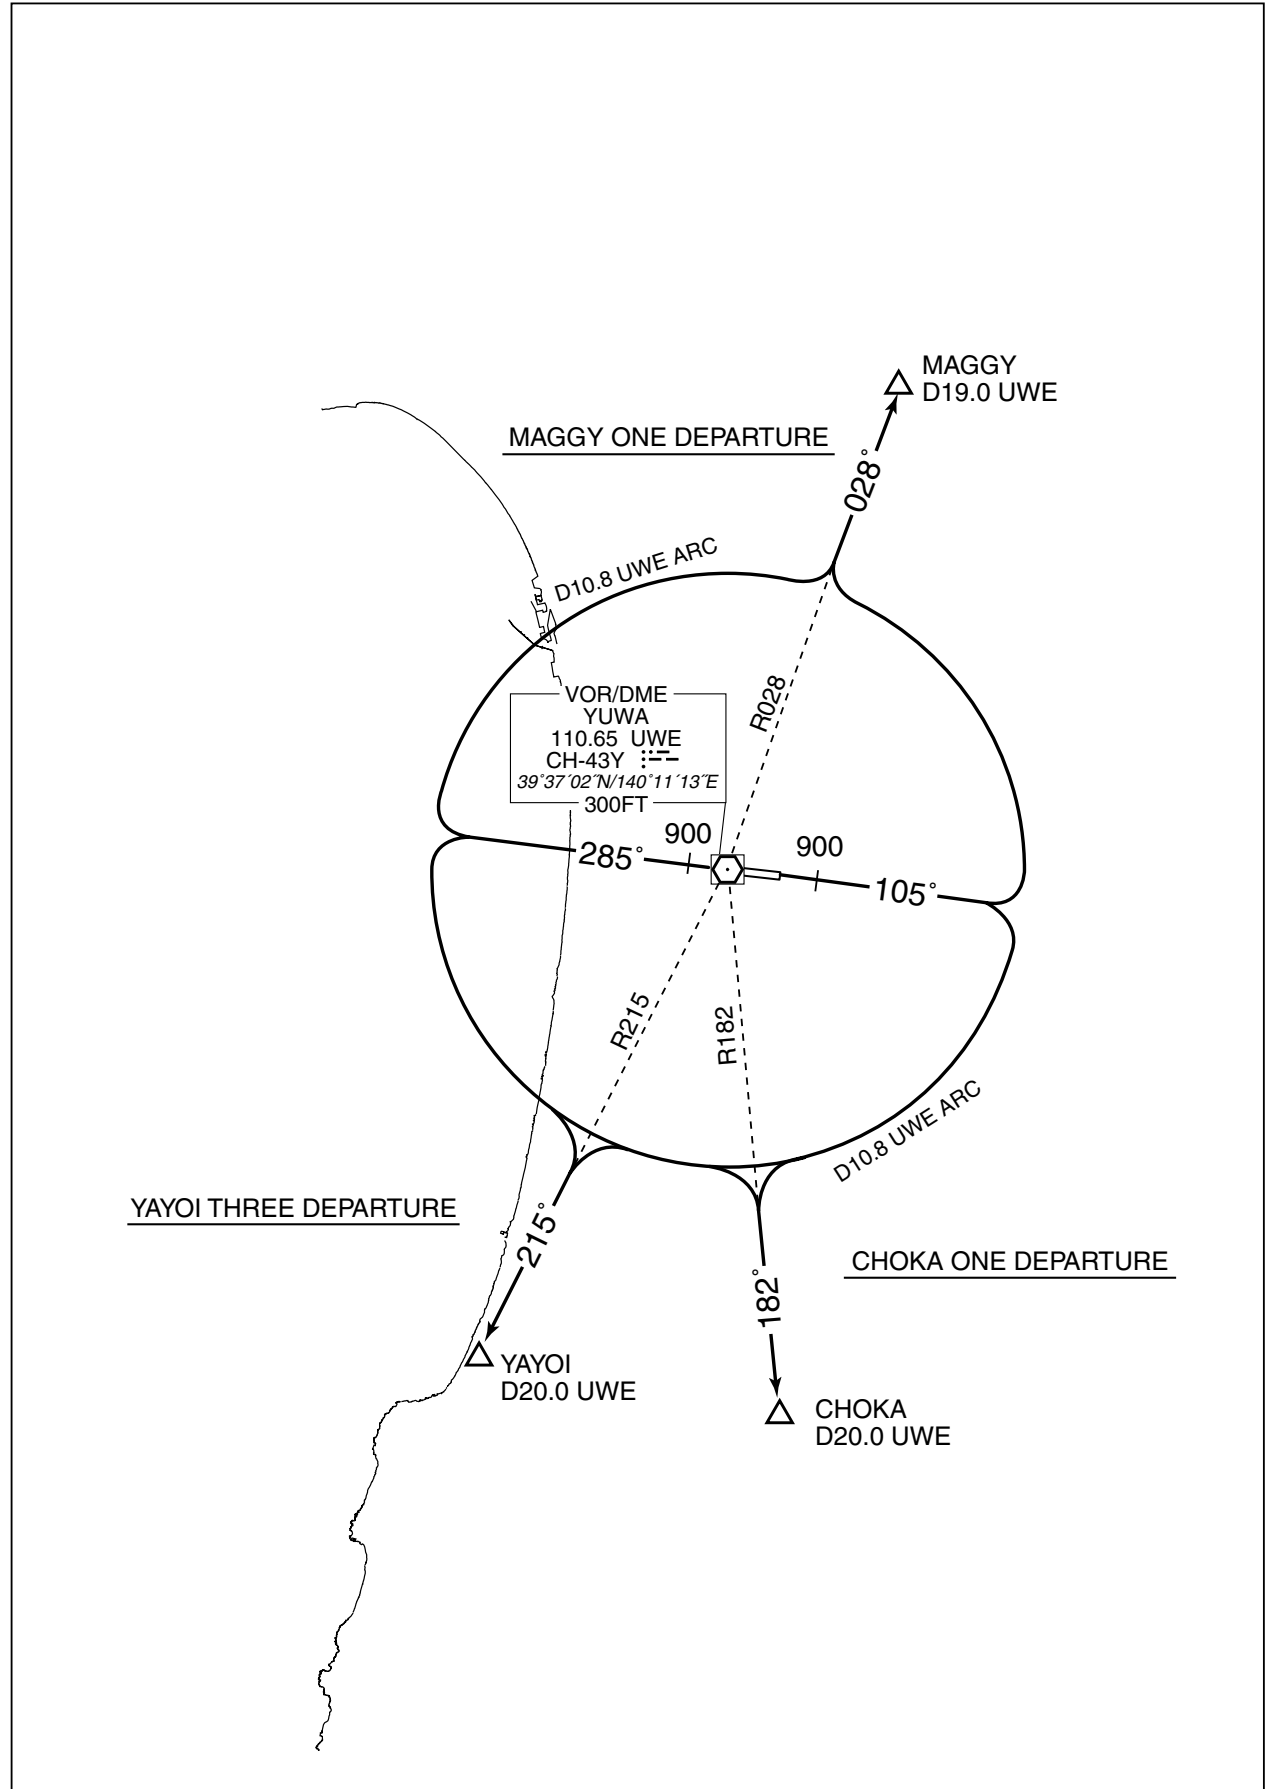 MAGGY
D19.0 UWE
MAGGY ONE DEPARTURE
028°
D10.8 UWE ARC
R028
VOR/DME
YUWA
110.65 UWE
CH-43Y
39°37′02″N/140°11′13″E
300FT
900
900
285°
105°
R215
R182
D10.8 UWE ARC
YAYOI THREE DEPARTURE
215°
CHOKA ONE DEPARTURE
182°
YAYOI
D20.0 UWE
CHOKA
D20.0 UWE